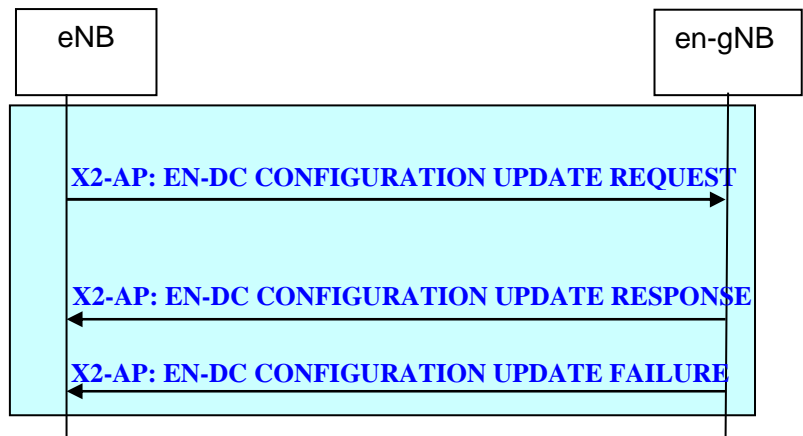 eNB
en-gNB
X2-AP: EN-DC CONFIGURATION UPDATE REQUEST
X2-AP: EN-DC CONFIGURATION UPDATE RESPONSE
X2-AP: EN-DC CONFIGURATION UPDATE FAILURE